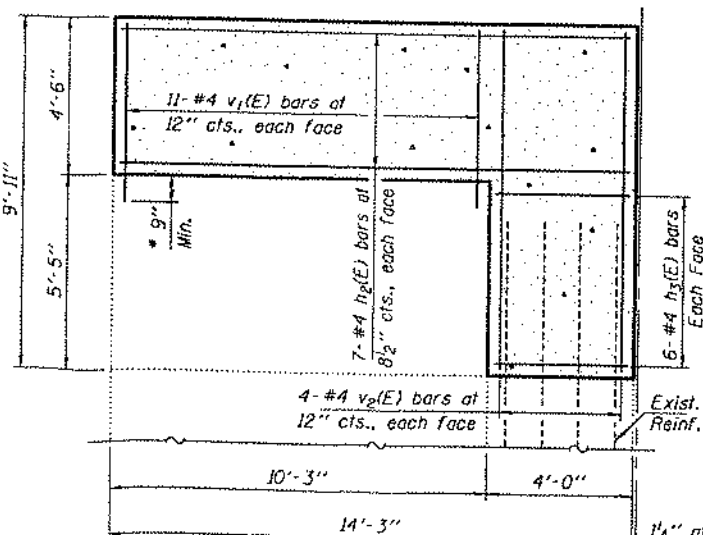 11- #4 v₁(E) bars at
12" cts., each face
4'-6"
9'-11"
5'-5"
* 9"
Min.
7- #4 h₂(E) bars at
8½" cts., each face
6- #4 h₃(E) bars
Each Face
4- #4 v₂(E) bars at
12" cts., each face
Exist.
Reinf.
10'-3"
4'-0"
14'-3"